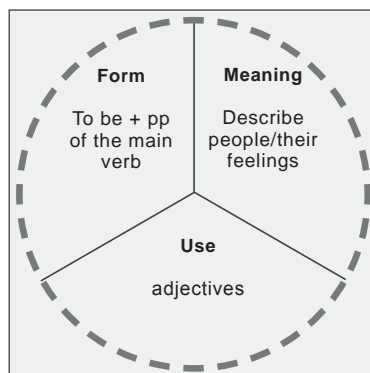 Form
To be + pp
of the main
verb
Meaning
Describe
people/their
feelings
Use
adjectives